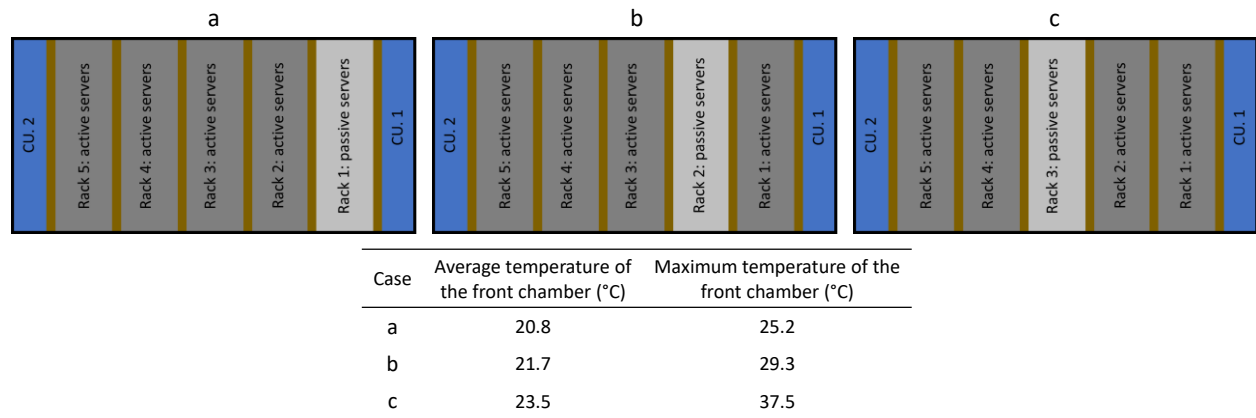 a
CU. 2
Rack 5: active servers
Rack 4: active servers
Rack 3: active servers
Rack 2: active servers
Rack 1: passive servers
CU. 1
b
CU. 2
Rack 5: active servers
Rack 4: active servers
Rack 3: active servers
Rack 2: passive servers
Rack 1: active servers
CU. 1
c
CU. 2
Rack 5: active servers
Rack 4: active servers
Rack 3: passive servers
Rack 2: active servers
Rack 1: active servers
CU. 1
Case Average temperature of the front chamber (°C) Maximum temperature of the front chamber (°C)
a 20.8 25.2
b 21.7 29.3
c 23.5 37.5